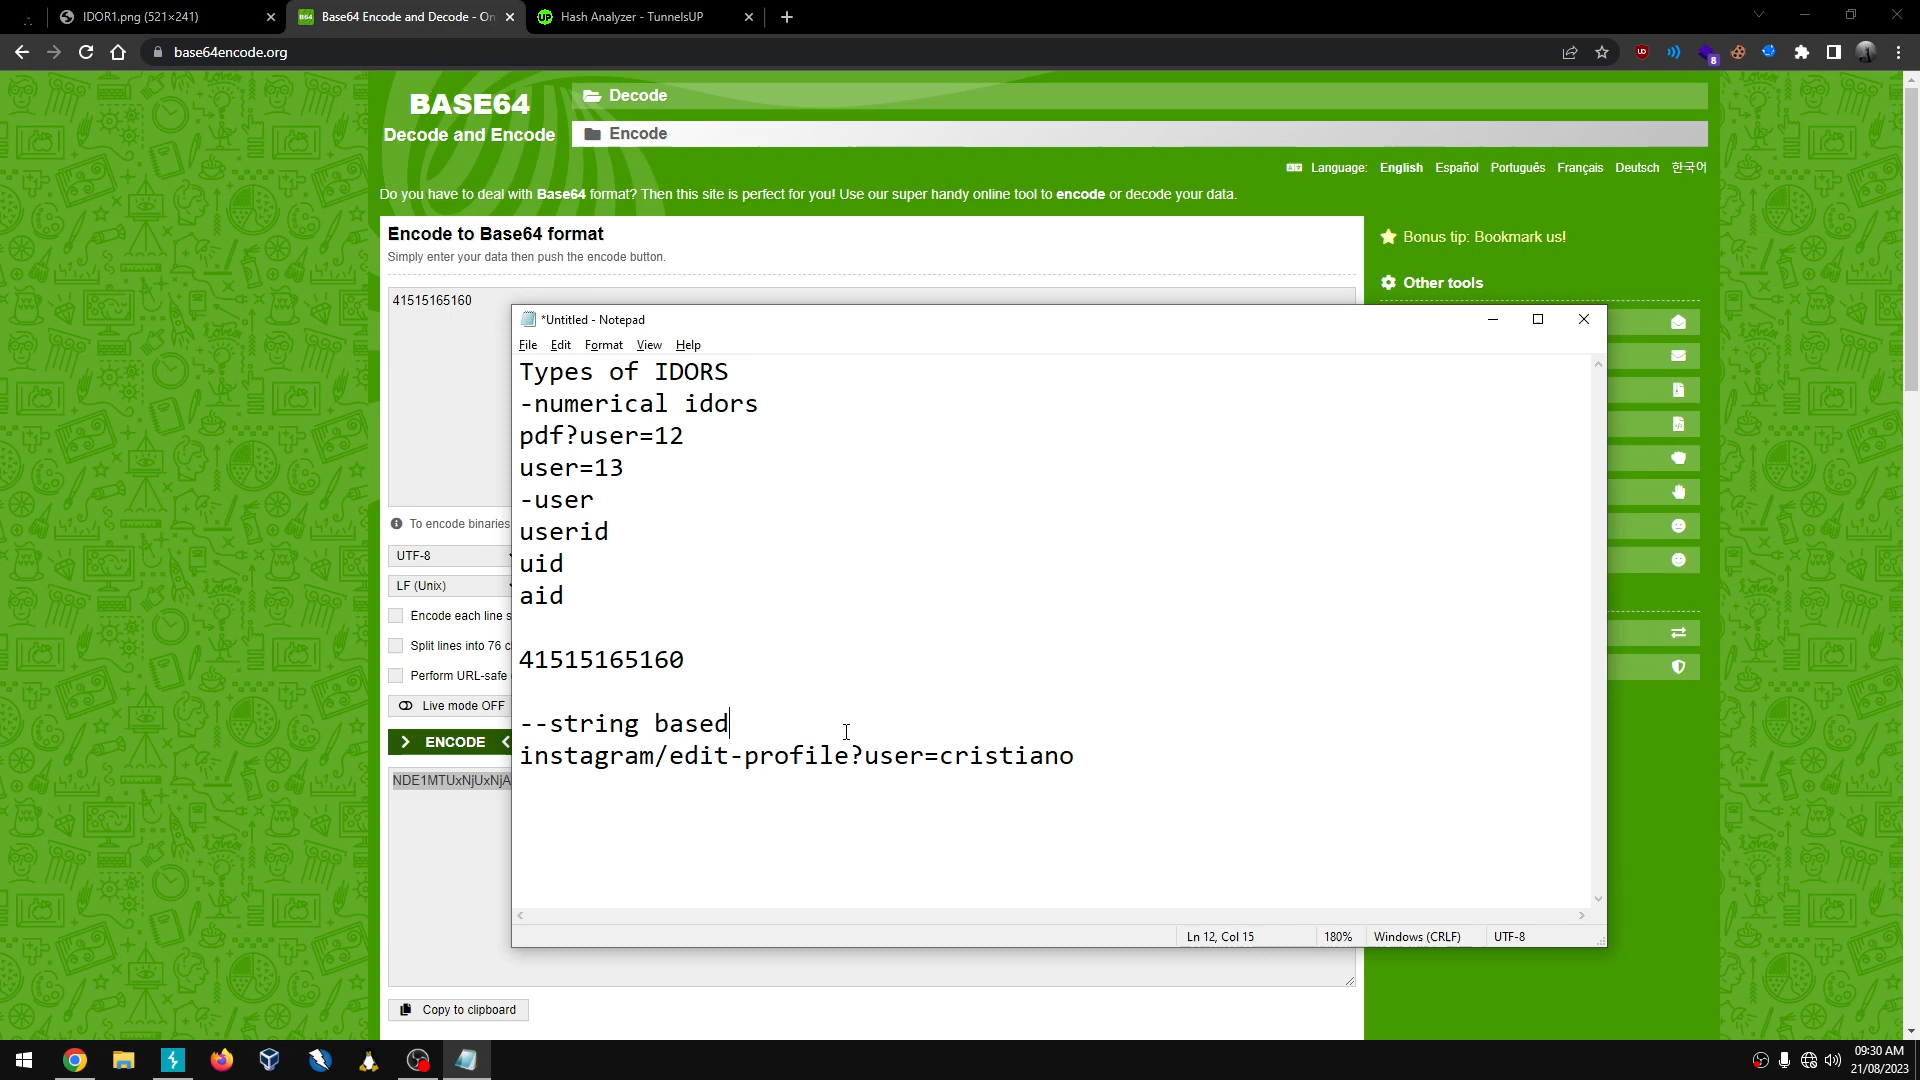 IDOR1.png (521×241)
Base64 Encode and Decode - On
Hash Analyzer - TunnelsUP
base64encode.org
8
BASE64
Decode and Encode
Decode
Encode
Language: English Español Português Français Deutsch 한국어
Do you have to deal with Base64 format? Then this site is perfect for you! Use our super handy online tool to encode or decode your data.
Encode to Base64 format
Simply enter your data then push the encode button.
Bonus tip: Bookmark us!
Other tools
41515165160
To encode binaries
UTF-8
LF (Unix)
Encode each line s
Split lines into 76 c
Perform URL-safe
Live mode OFF
ENCODE
NDE1MTUxNjUxNjA
Copy to clipboard
*Untitled - Notepad
File Edit Format View Help
Types of IDORS
-numerical idors
pdf?user=12
user=13
-user
userid
uid
aid
41515165160
--string based
instagram/edit-profile?user=cristiano
Ln 12, Col 15 180% Windows (CRLF) UTF-8
09:30 AM
21/08/2023